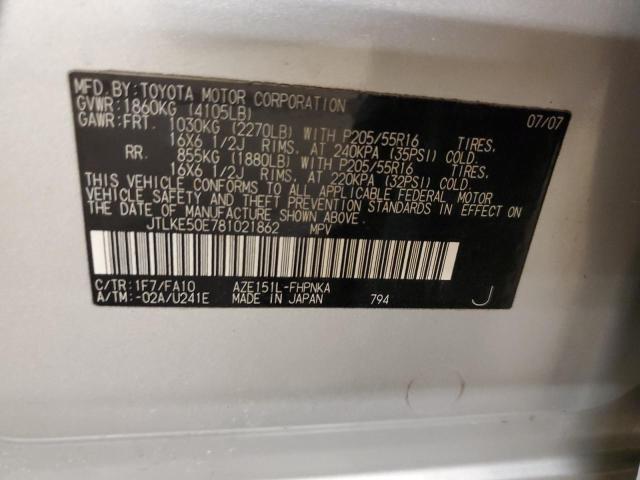 MFD. BY: TOYOTA MOTOR CORPORATION 07/07
GVWR: 1860KG (4105LB)
GAWR: FRT. 1030KG (2270LB) WITH P205/55R16 TIRES.
16X6 1/2J RIMS. AT 240KPA (35PSI) COLD.
RR. 855KG (1880LB) WITH P205/55R16 TIRES.
16X6 1/2J RIMS. AT 220KPA (32PSI) COLD.
THIS VEHICLE CONFORMS TO ALL APPLICABLE FEDERAL MOTOR
VEHICLE SAFETY AND THEFT PREVENTION STANDARDS IN EFFECT ON
THE DATE OF MANUFACTURE SHOWN ABOVE.
JTLKE50E781021862 MPV
C/TR: 1F7/FA10 AZE151L-FHPNKA
A/TM: -02A/U241E MADE IN JAPAN 794 J